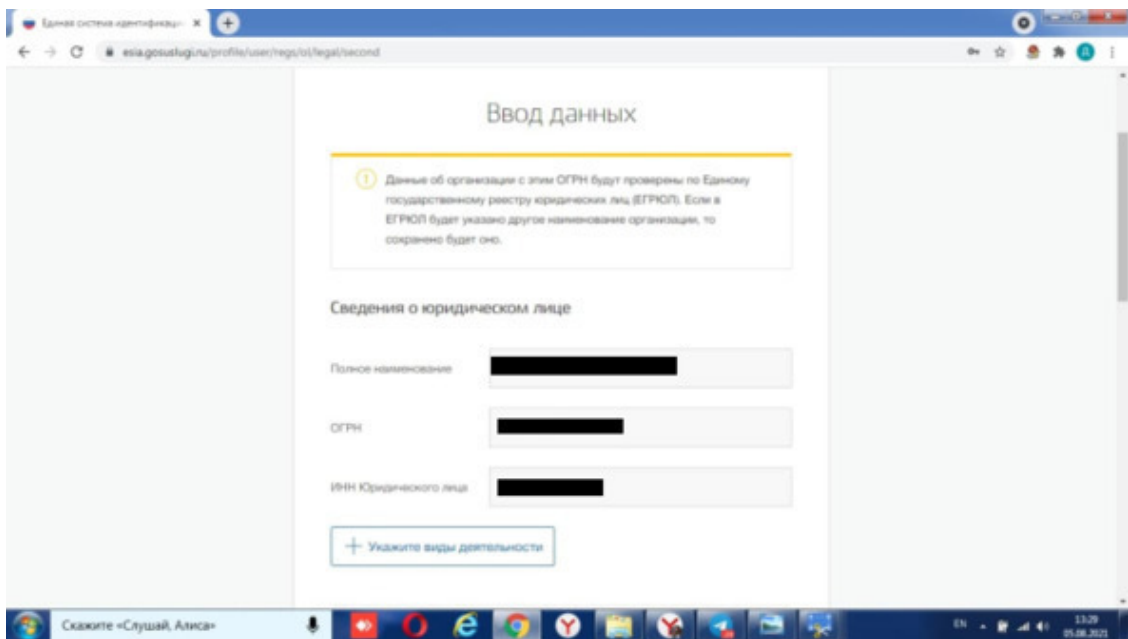 Единая система идентификаци
esia.gosuslugi.ru/profile/user/regs/ol/legal/second
Ввод данных
Данные об организации с этим ОГРН будут проверены по Единому
государственному реестру юридических лиц (ЕГРЮЛ). Если в
ЕГРЮЛ будет указано другое наименование организации, то
сохранено будет оно.
Сведения о юридическом лице
Полное наименование
ОГРН
ИНН Юридического лица
Укажите виды деятельности
Скажите «Слушай, Алиса»
EN
13:29
05.08.2021